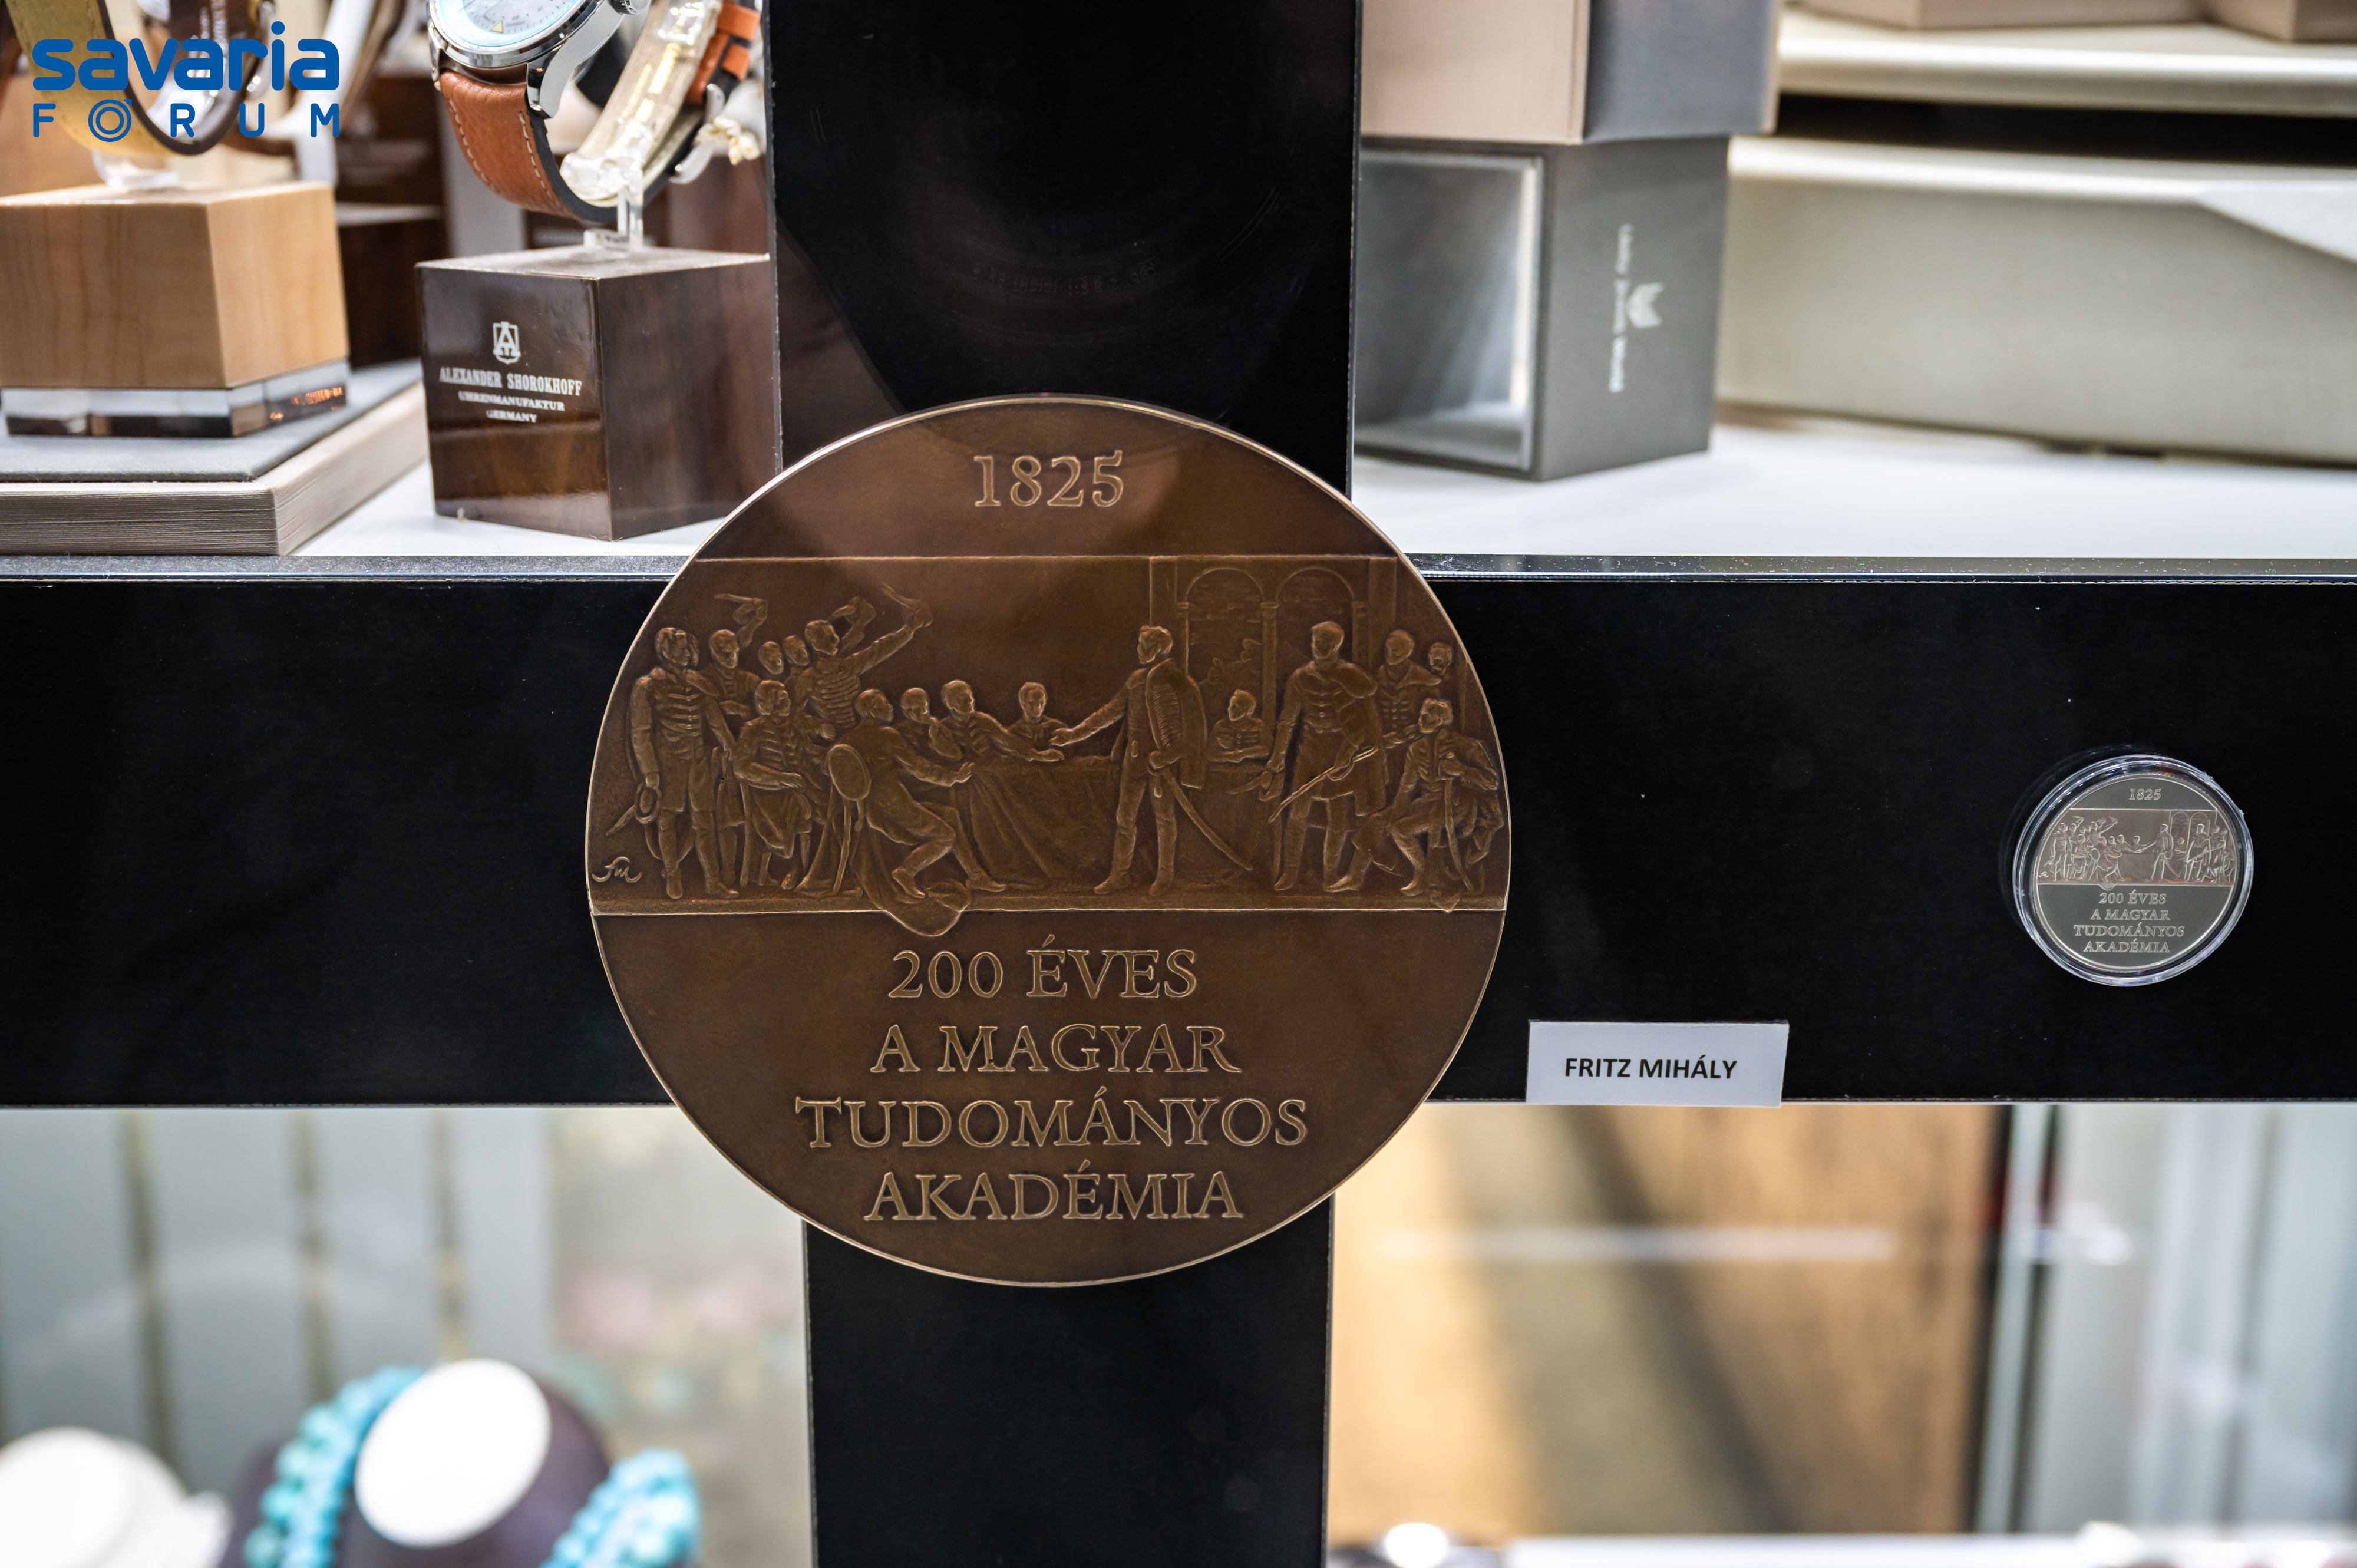 savaria
FORUM
ALEXANDER SHOROKHOFF
UHRENMANUFAKTUR
GERMANY
1825
200 ÉVES
A MAGYAR
TUDOMÁNYOS
AKADÉMIA
FRITZ MIHÁLY
1825
200 ÉVES
A MAGYAR
TUDOMÁNYOS
AKADÉMIA